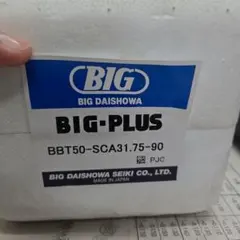 BIG
BIG DAISHOWA
BIG-PLUS
BBT50-SCA31.75-90
PJC
BIG DAISHOWA SEIKI CO., LTD.
MADE IN JAPAN